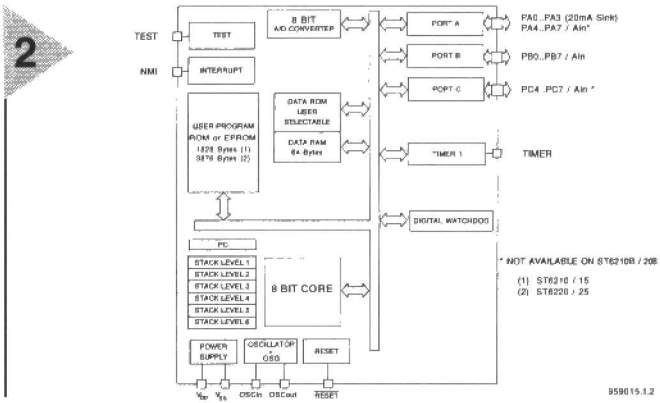 2
TEST
TEST
NMI
INTERRUPT
8 BIT
A/D CONVERTER
PORT A
PA0..PA3 (20mA Sink)
PA4..PA7 / Ain*
PORT B
PB0..PB7 / Ain
PORT C
PC4..PC7 / Ain *
USER PROGRAM
ROM or EPROM
1828 Bytes (1)
3876 Bytes (2)
DATA ROM
USER
SELECTABLE
DATA RAM
64 Bytes
TIMER 1
TIMER
DIGITAL WATCHDOG
PC
STACK LEVEL 1
STACK LEVEL 2
STACK LEVEL 3
STACK LEVEL 4
STACK LEVEL 5
STACK LEVEL 6
8 BIT CORE
* NOT AVAILABLE ON ST6210B / 20B
(1) ST6210 / 15
(2) ST6220 / 25
POWER
SUPPLY
OSCILLATOR
+
OSG
RESET
VDD VSS OSCin OSCout RESET
959015.1.2